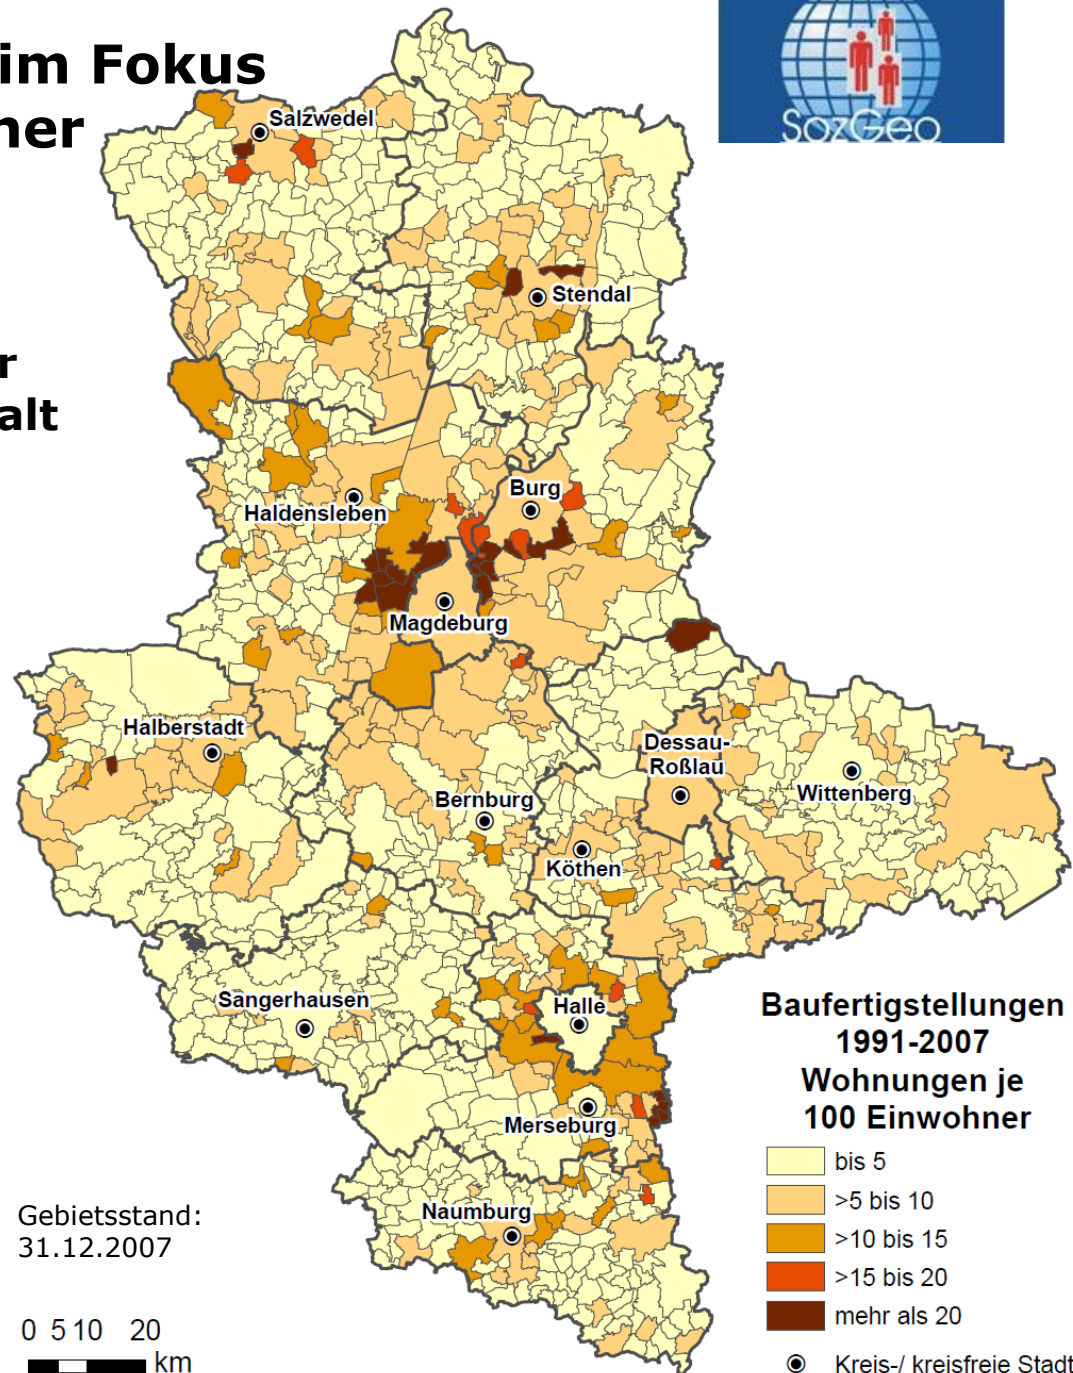 im Fokus
ner
r
alt
SozGeo
Salzwedel
Stendal
Burg
Haldensleben
Magdeburg
Halberstadt
Dessau-
Roßlau
Wittenberg
Bernburg
Köthen
Sangerhausen
Halle
Merseburg
Naumburg
Baufertigstellungen
1991-2007
Wohnungen je
100 Einwohner
bis 5
>5 bis 10
>10 bis 15
>15 bis 20
mehr als 20
Kreis-/ kreisfreie Stadt
Gebietsstand:
31.12.2007
0 5 10 20
km